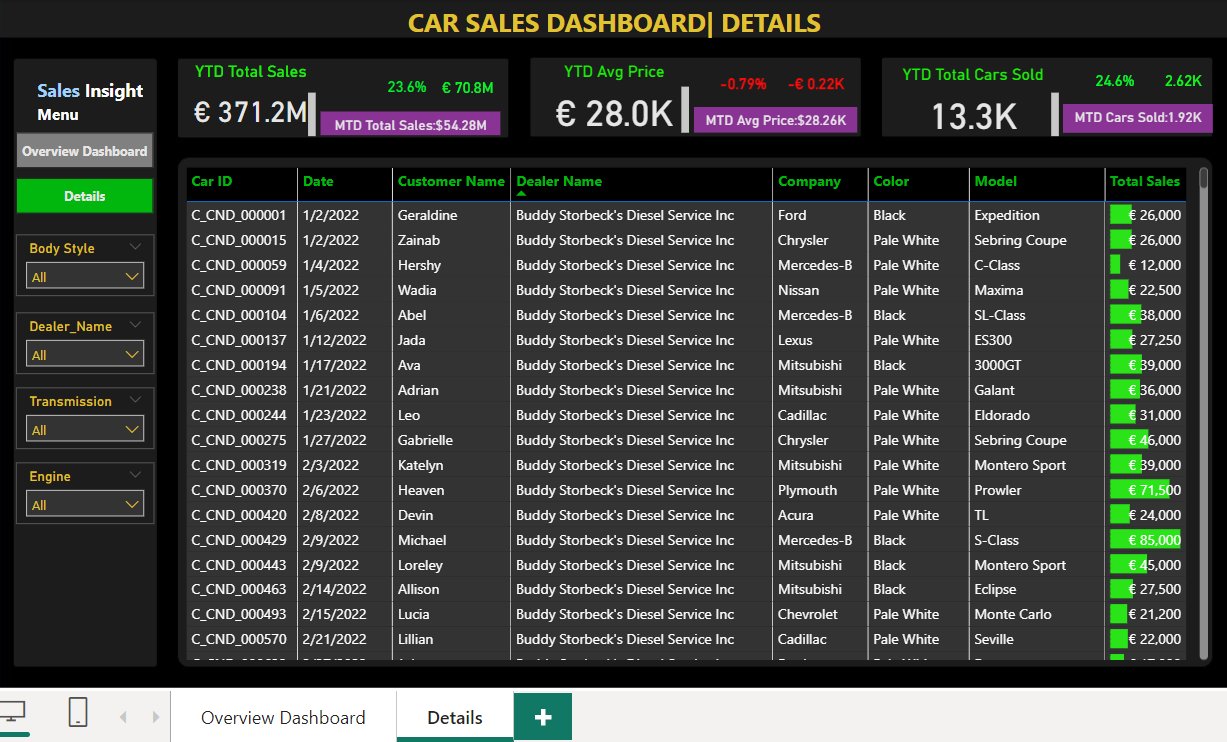 CAR SALES DASHBOARD| DETAILS
Sales Insight
Menu
Overview Dashboard
Details
Body Style
All
Dealer_Name
All
Transmission
All
Engine
All
YTD Total Sales
23.6% € 70.8M
€ 371.2M
MTD Total Sales:$54.28M
YTD Avg Price
-0.79% -€ 0.22K
€ 28.0K
MTD Avg Price:$28.26K
YTD Total Cars Sold
24.6% 2.62K
13.3K
MTD Cars Sold:1.92K
Car ID Date Customer Name Dealer Name Company Color Model Total Sales
C_CND_000001 1/2/2022 Geraldine Buddy Storbeck's Diesel Service Inc Ford Black Expedition € 26,000
C_CND_000015 1/2/2022 Zainab Buddy Storbeck's Diesel Service Inc Chrysler Pale White Sebring Coupe € 26,000
C_CND_000059 1/4/2022 Hershy Buddy Storbeck's Diesel Service Inc Mercedes-B Pale White C-Class € 12,000
C_CND_000091 1/5/2022 Wadia Buddy Storbeck's Diesel Service Inc Nissan Pale White Maxima € 22,500
C_CND_000104 1/6/2022 Abel Buddy Storbeck's Diesel Service Inc Mercedes-B Black SL-Class € 38,000
C_CND_000137 1/12/2022 Jada Buddy Storbeck's Diesel Service Inc Lexus Pale White ES300 € 27,250
C_CND_000194 1/17/2022 Ava Buddy Storbeck's Diesel Service Inc Mitsubishi Black 3000GT € 39,000
C_CND_000238 1/21/2022 Adrian Buddy Storbeck's Diesel Service Inc Mitsubishi Pale White Galant € 36,000
C_CND_000244 1/23/2022 Leo Buddy Storbeck's Diesel Service Inc Cadillac Pale White Eldorado € 31,000
C_CND_000275 1/27/2022 Gabrielle Buddy Storbeck's Diesel Service Inc Chrysler Pale White Sebring Coupe € 46,000
C_CND_000319 2/3/2022 Katelyn Buddy Storbeck's Diesel Service Inc Mitsubishi Pale White Montero Sport € 39,000
C_CND_000370 2/6/2022 Heaven Buddy Storbeck's Diesel Service Inc Plymouth Pale White Prowler € 71,500
C_CND_000420 2/8/2022 Devin Buddy Storbeck's Diesel Service Inc Acura Pale White TL € 24,000
C_CND_000429 2/9/2022 Michael Buddy Storbeck's Diesel Service Inc Mercedes-B Black S-Class € 85,000
C_CND_000443 2/9/2022 Loreley Buddy Storbeck's Diesel Service Inc Mitsubishi Black Montero Sport € 45,000
C_CND_000463 2/14/2022 Allison Buddy Storbeck's Diesel Service Inc Mitsubishi Black Eclipse € 27,500
C_CND_000493 2/15/2022 Lucia Buddy Storbeck's Diesel Service Inc Chevrolet Pale White Monte Carlo € 21,200
C_CND_000570 2/21/2022 Lillian Buddy Storbeck's Diesel Service Inc Cadillac Pale White Seville € 22,000
Overview Dashboard Details +